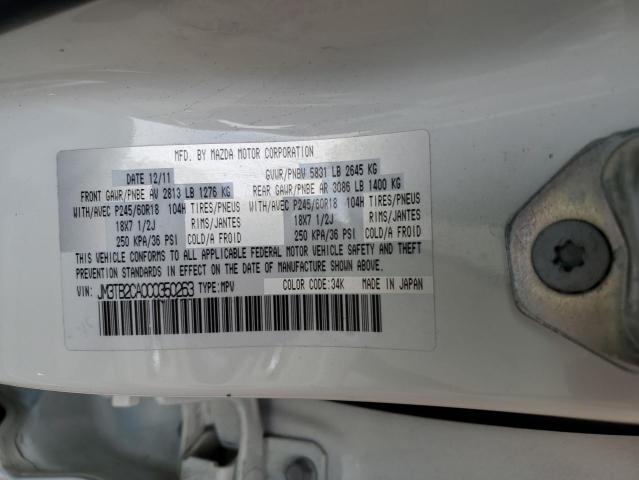 MFD. BY MAZDA MOTOR CORPORATION
DATE 12/11 GVWR/PNBV 5831 LB 2645 KG
FRONT GAWR/PNBE AV 2813 LB 1276 KG REAR GAWR/PNBE AR 3086 LB 1400 KG
WITH/AVEC P245/60R18 104H TIRES/PNEUS WITH/AVEC P245/60R18 104H TIRES/PNEUS
18X7 1/2J RIMS/JANTES 18X7 1/2J RIMS/JANTES
250 KPA/36 PSI COLD/A FROID 250 KPA/36 PSI COLD/A FROID
THIS VEHICLE CONFORMS TO ALL APPLICABLE FEDERAL MOTOR VEHICLE SAFETY AND THEFT
PREVENTION STANDARDS IN EFFECT ON THE DATE OF MANUFACTURE SHOWN ABOVE.
VIN: JM3TB2CA0C0350263 TYPE:MPV COLOR CODE:34K MADE IN JAPAN